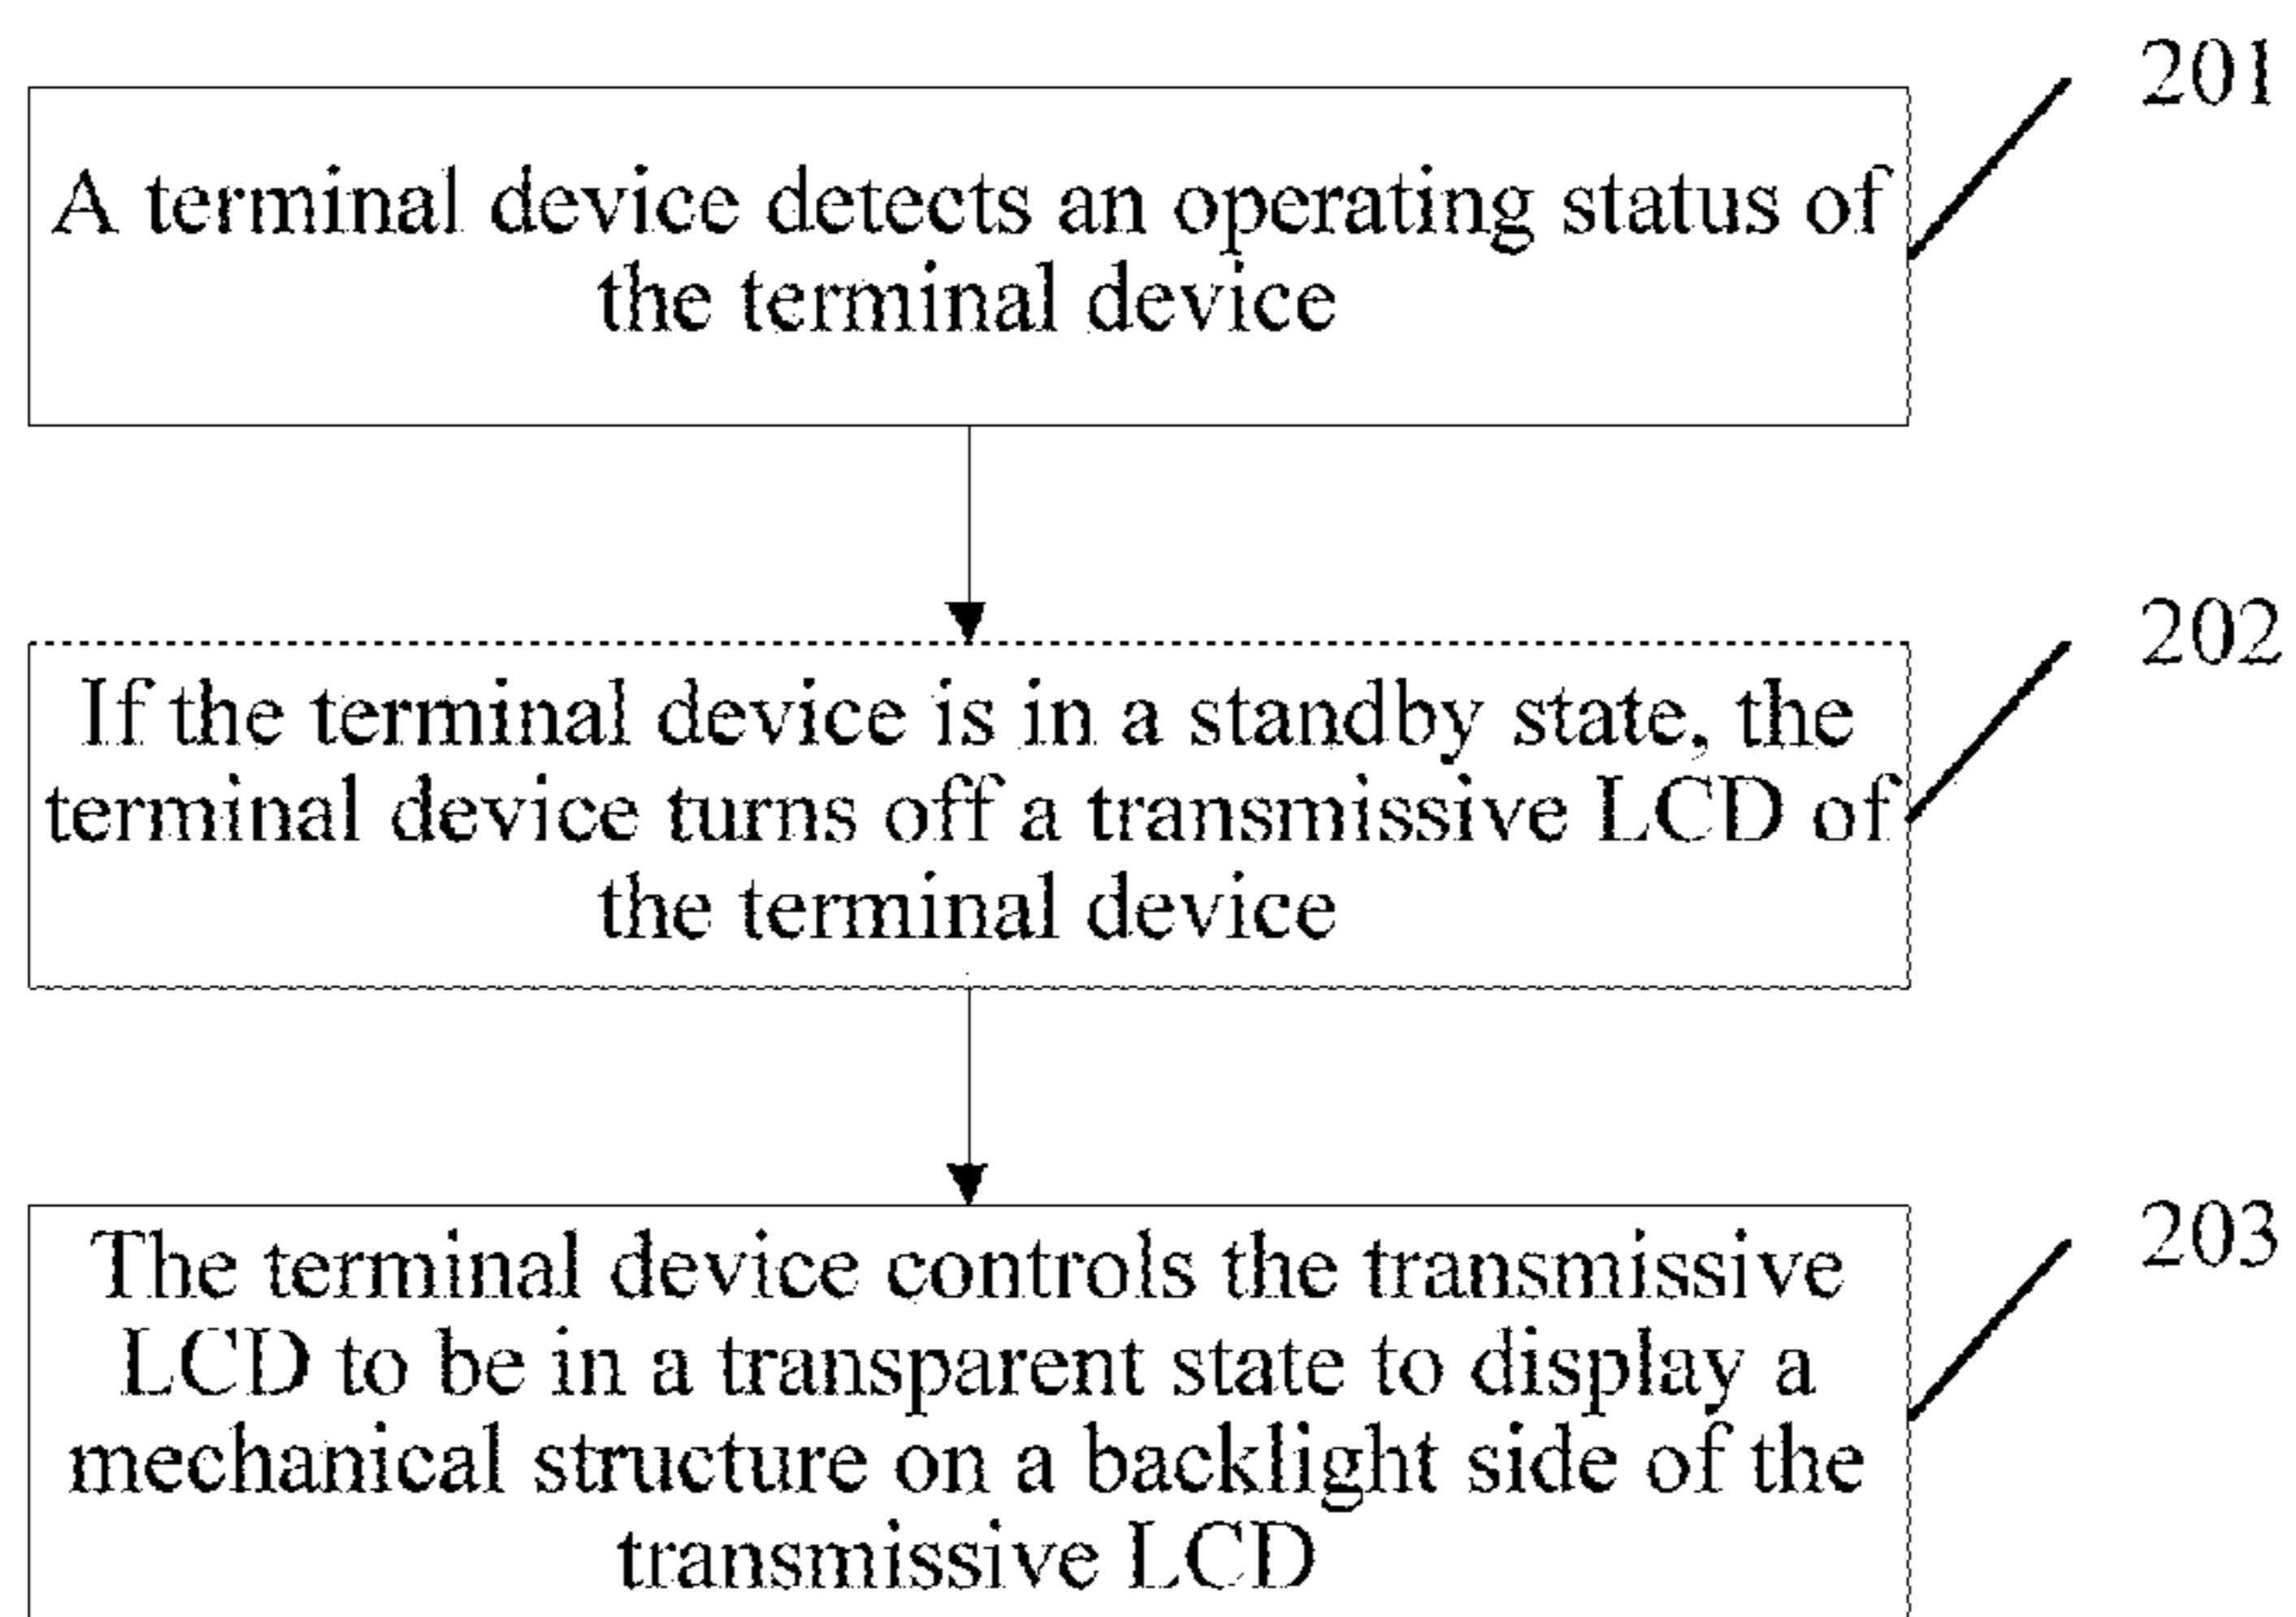 201
A terminal device detects an operating status of
the terminal device
202
If the terminal device is in a standby state, the
terminal device turns off a transmissive LCD of
the terminal device
203
The terminal device controls the transmissive
LCD to be in a transparent state to display a
mechanical structure on a backlight side of the
transmissive LCD